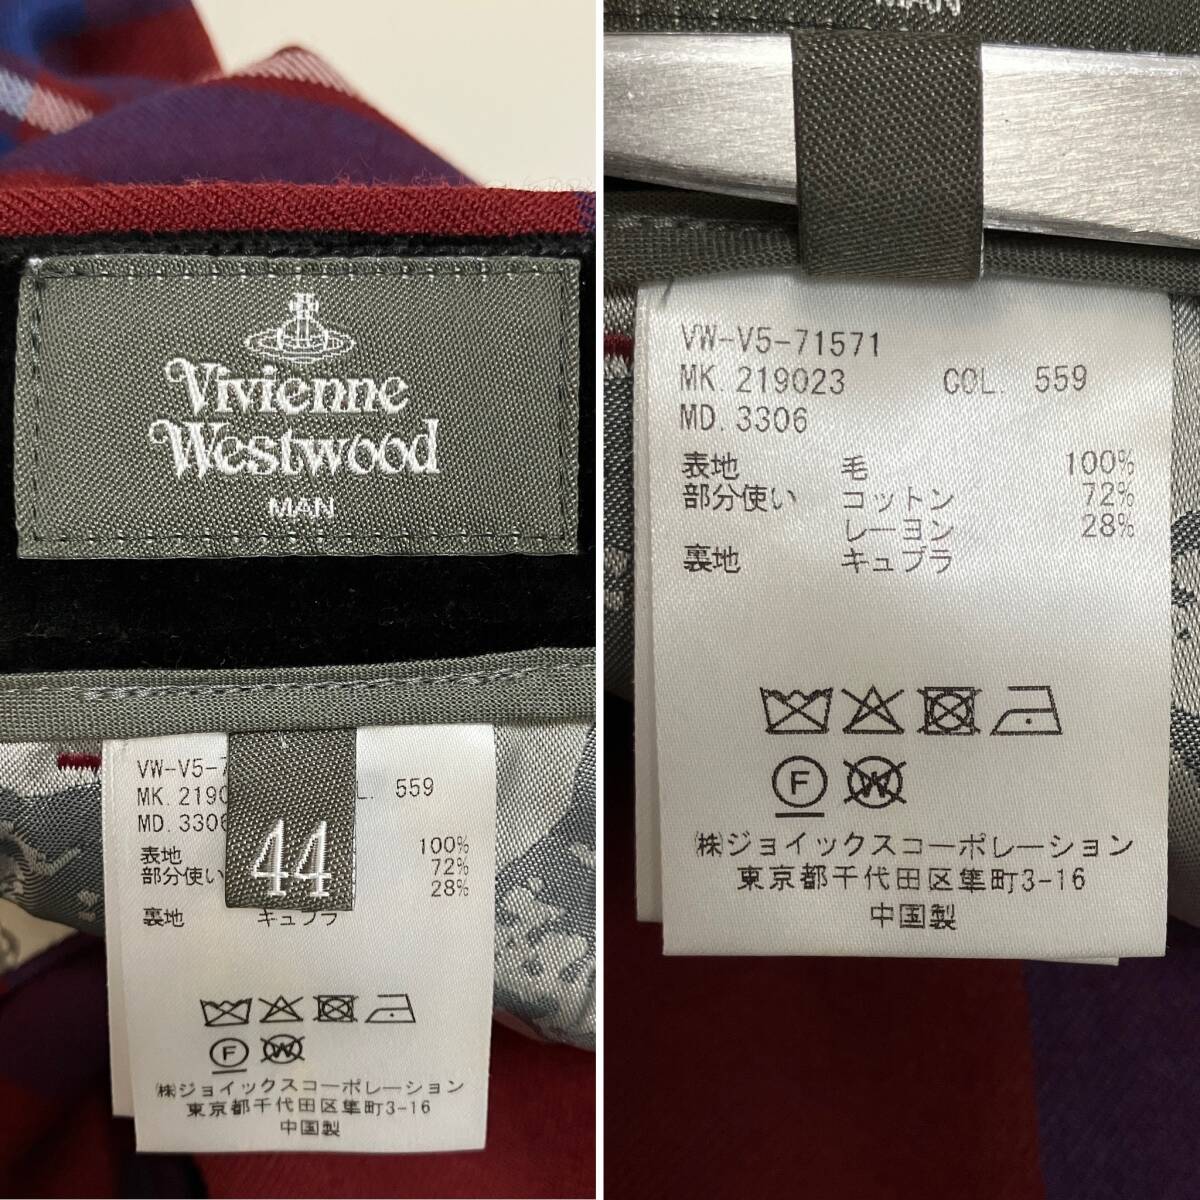 Vivienne
Westwood
MAN
VW-V5-7
MK. 2190
L. 559
MD. 3306
44
表地
100%
部分使い
72%
28%
裏地 キュプラ
F
W
㈱ジョイックスコーポレーション
東京都千代田区隼町3-16
中国製
MAN
VW-V5-71571
MK. 219023 COL. 559
MD. 3306
表地 毛 100%
部分使い コットン 72%
レーヨン 28%
裏地 キュプラ
F
W
㈱ジョイックスコーポレーション
東京都千代田区隼町3-16
中国製